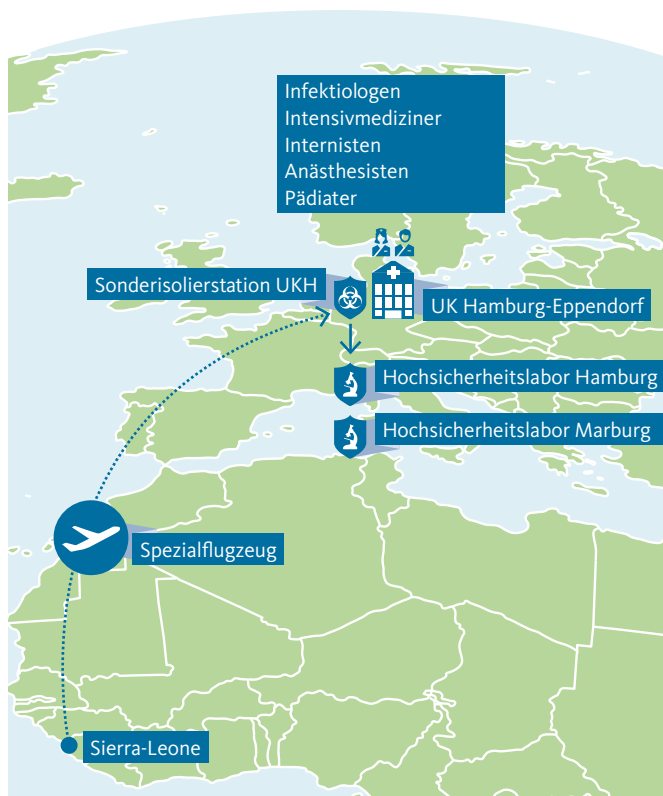 Infektiologen
Intensivmediziner
Internisten
Anästhesisten
Pädiater
Sonderisolierstation UKH
UK Hamburg-Eppendorf
Hochsicherheitslabor Hamburg
Hochsicherheitslabor Marburg
Spezialflugzeug
Sierra-Leone